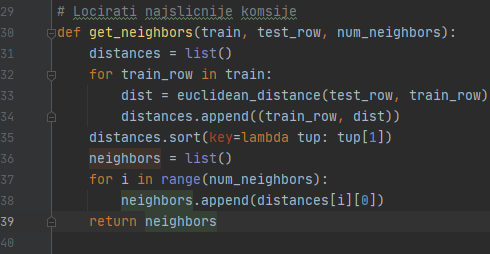 29 # Locirati najslicnije komsije
30 def get_neighbors(train, test_row, num_neighbors):
31 distances = list()
32 for train_row in train:
33 dist = euclidean_distance(test_row, train_row)
34 distances.append((train_row, dist))
35 distances.sort(key=lambda tup: tup[1])
36 neighbors = list()
37 for i in range(num_neighbors):
38 neighbors.append(distances[i][0])
39 return neighbors
40